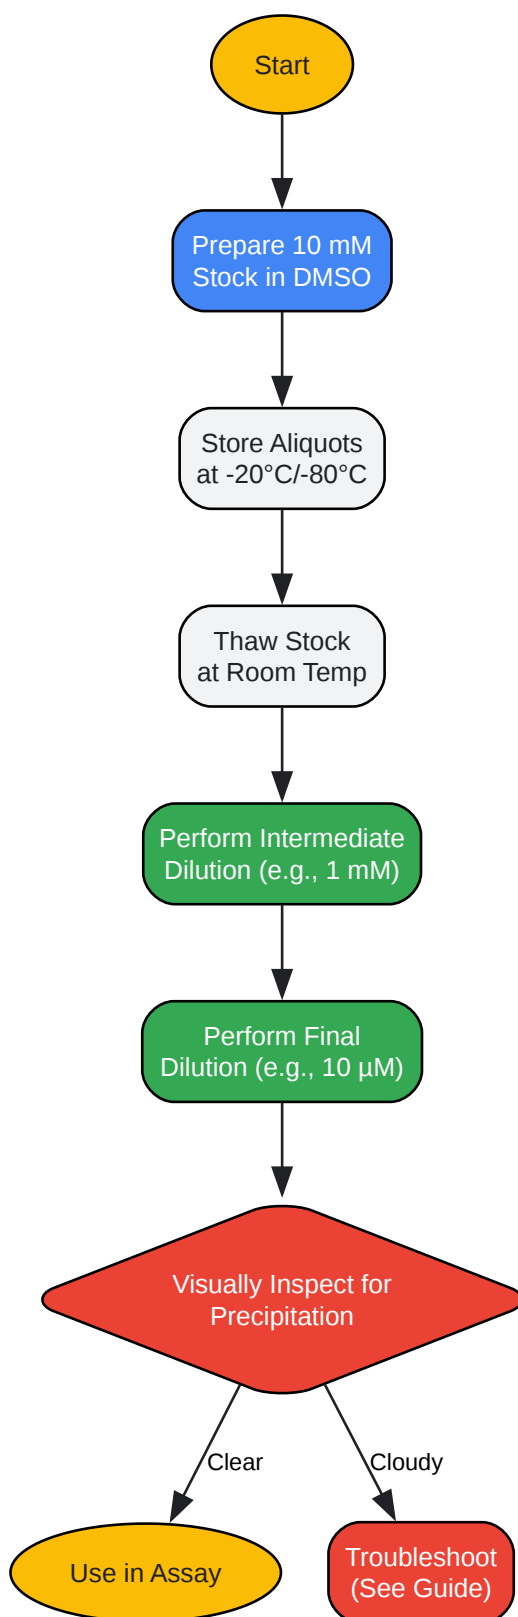 Start
Prepare 10 mM
Stock in DMSO
Store Aliquots
at -20°C/-80°C
Thaw Stock
at Room Temp
Perform Intermediate
Dilution (e.g., 1 mM)
Perform Final
Dilution (e.g., 10 µM)
Visually Inspect for
Precipitation
Clear
Cloudy
Use in Assay
Troubleshoot
(See Guide)